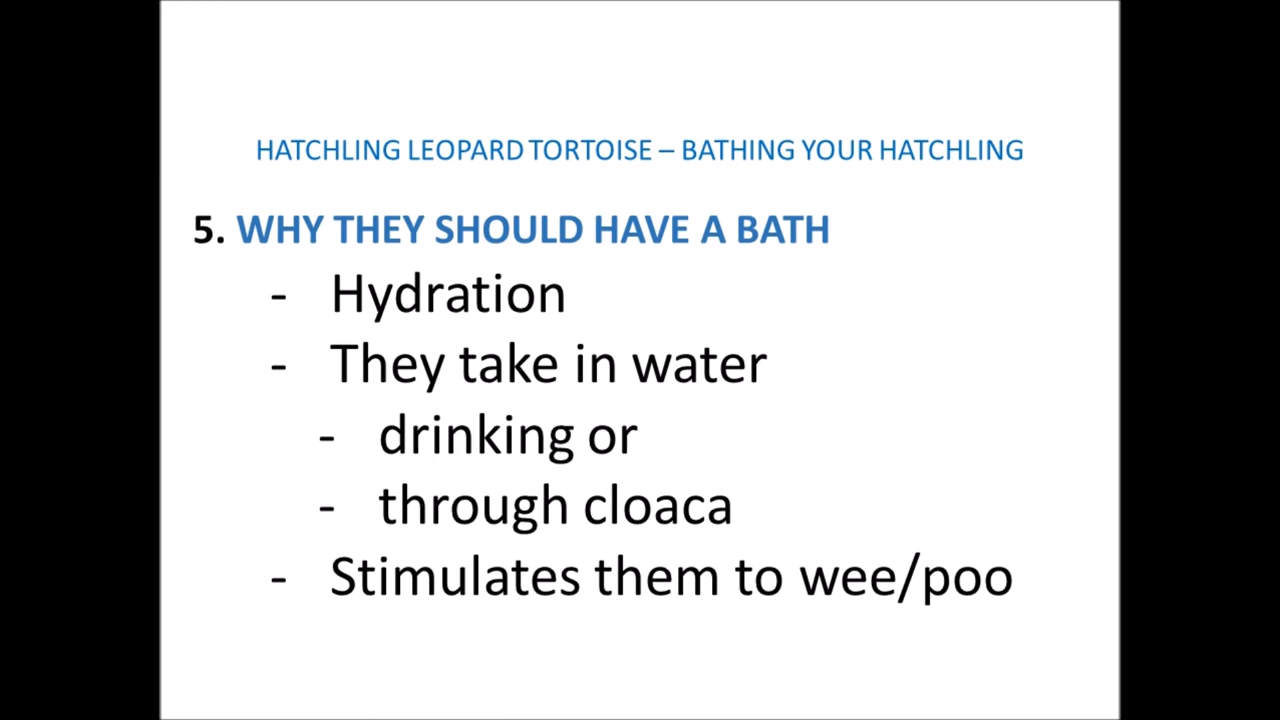 HATCHLING LEOPARD TORTOISE – BATHING YOUR HATCHLING
5. WHY THEY SHOULD HAVE A BATH
- Hydration
- They take in water
- drinking or
- through cloaca
- Stimulates them to wee/poo